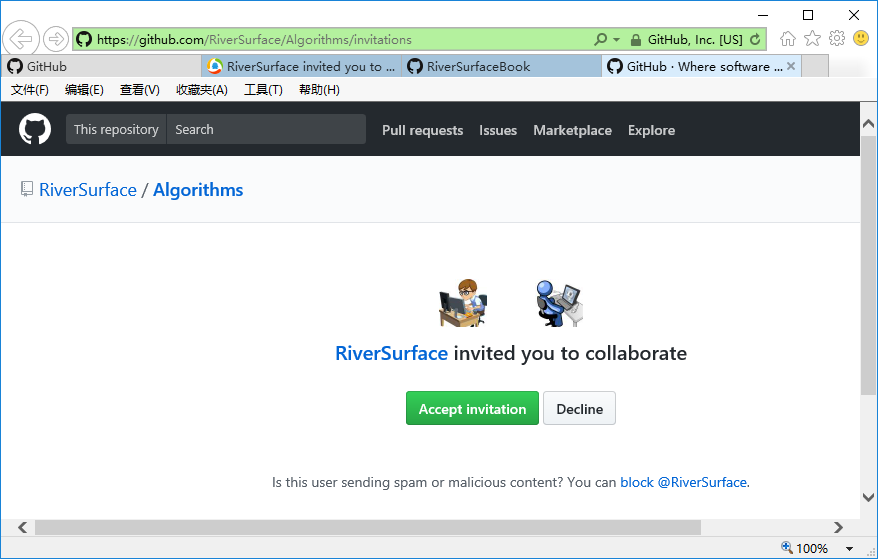 https://github.com/RiverSurface/Algorithms/invitations GitHub, Inc. [US]
GitHub RiverSurface invited you to ... RiverSurfaceBook GitHub · Where software ...
文件(F) 编辑(E) 查看(V) 收藏夹(A) 工具(T) 帮助(H)
This repository Search Pull requests Issues Marketplace Explore
RiverSurface / Algorithms
RiverSurface invited you to collaborate
Accept invitation Decline
Is this user sending spam or malicious content? You can block @RiverSurface.
100%